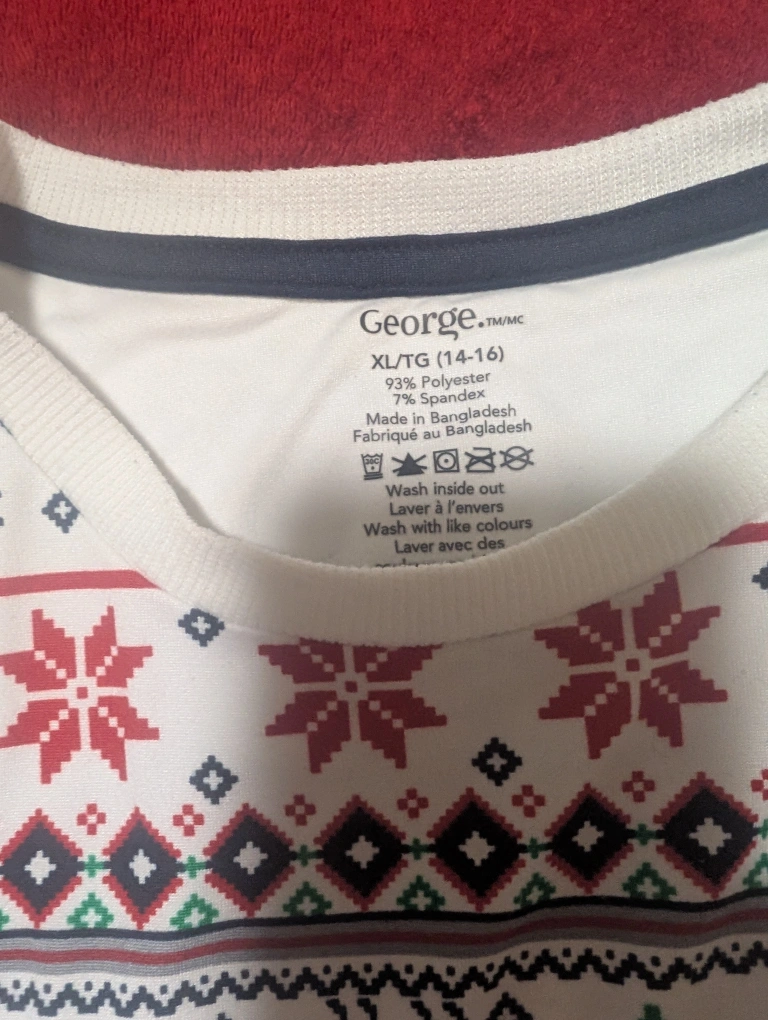 George.TM/MC
XL/TG (14-16)
93% Polyester
7% Spandex
Made in Bangladesh
Fabriqué au Bangladesh
30C
Wash inside out
Laver à l'envers
Wash with like colours
Laver avec des